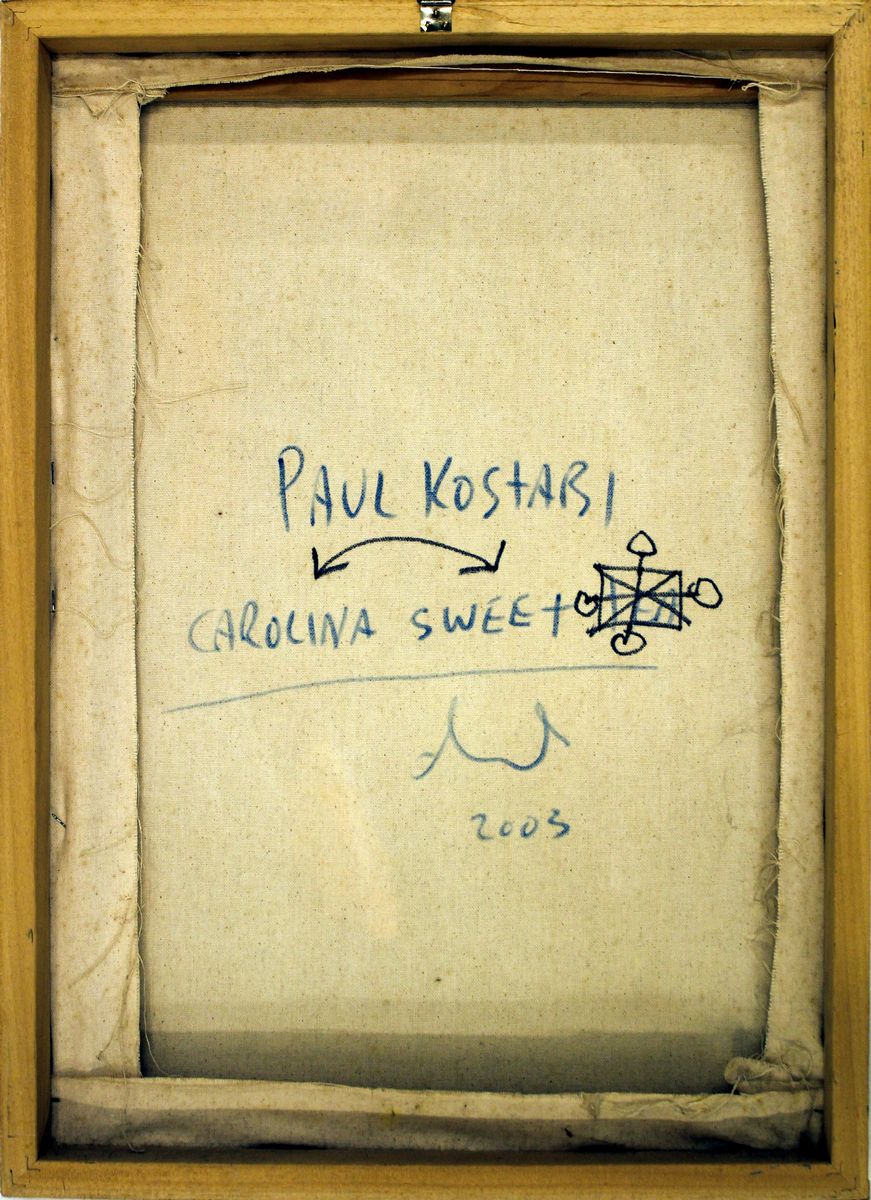 PAUL KOSTABI
CAROLINA SWEET
2003